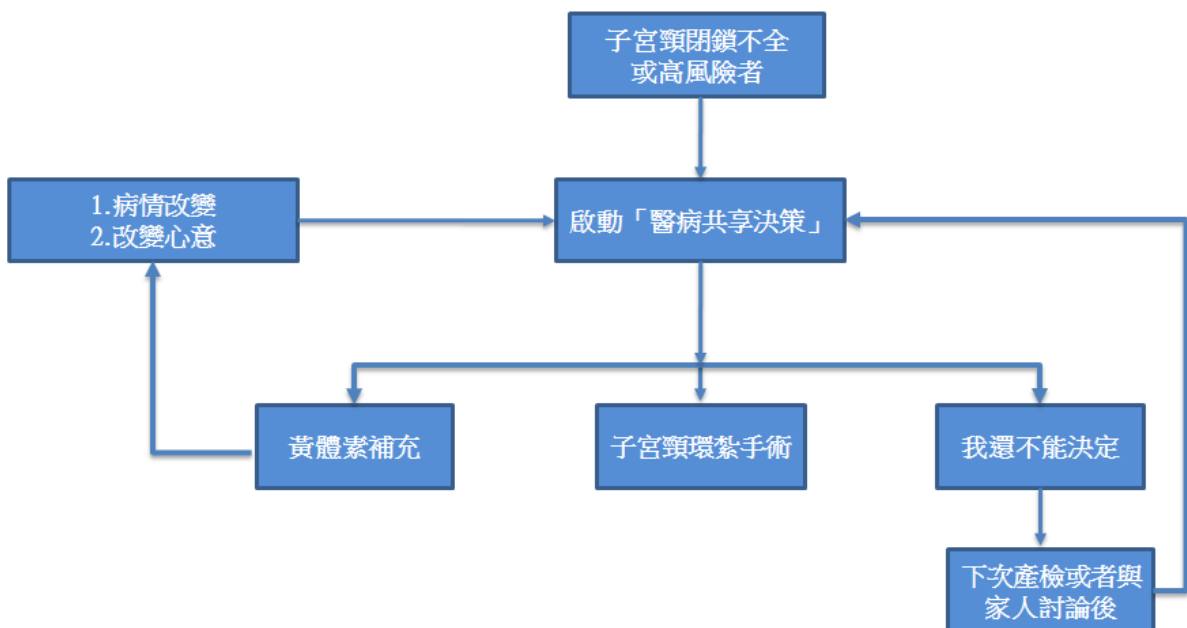 子宮頸閉鎖不全
或高風險者
1.病情改變
2.改變心意
啟動「醫病共享決策」
黃體素補充
子宮頸環紮手術
我還不能決定
下次產檢或者與
家人討論後